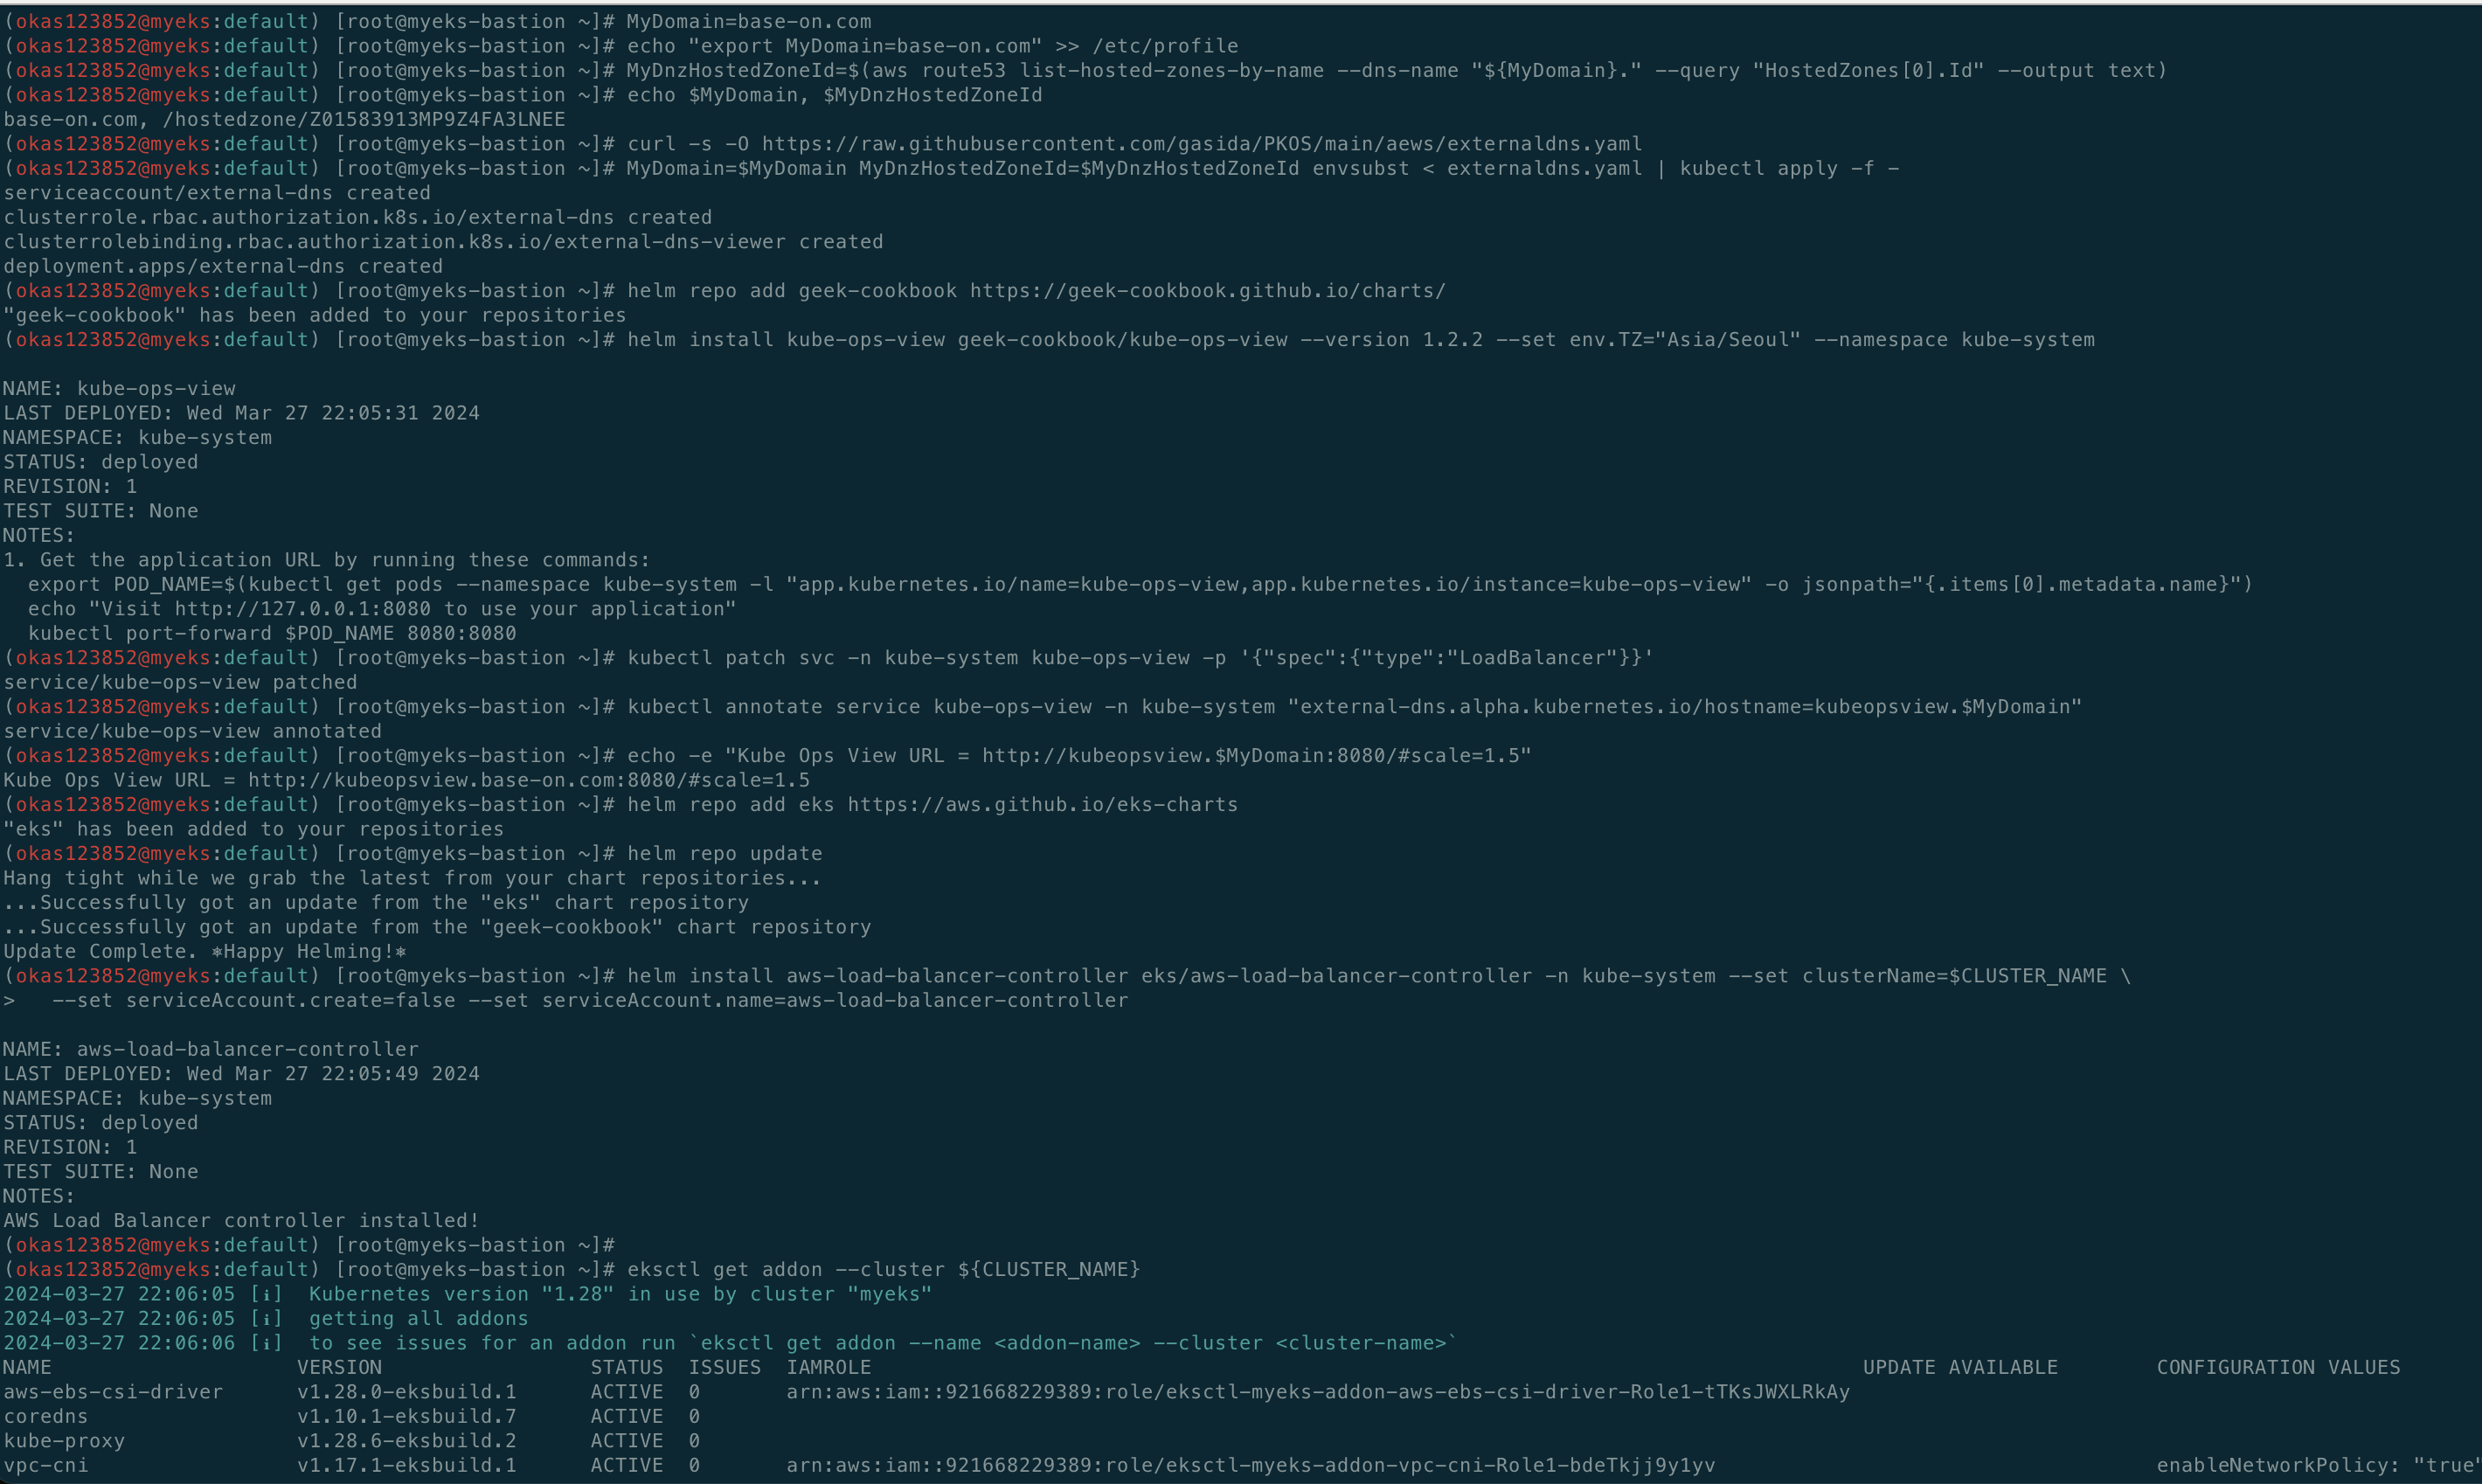 (okas123852@myeks:default) [root@myeks-bastion ~]# MyDomain=base-on.com
(okas123852@myeks:default) [root@myeks-bastion ~]# echo "export MyDomain=base-on.com" >> /etc/profile
(okas123852@myeks:default) [root@myeks-bastion ~]# MyDnzHostedZoneId=$(aws route53 list-hosted-zones-by-name --dns-name "${MyDomain}." --query "HostedZones[0].Id" --output text)
(okas123852@myeks:default) [root@myeks-bastion ~]# echo $MyDomain, $MyDnzHostedZoneId
base-on.com, /hostedzone/Z01583913MP9Z4FA3LNEE
(okas123852@myeks:default) [root@myeks-bastion ~]# curl -s -O https://raw.githubusercontent.com/gasida/PKOS/main/aews/externaldns.yaml
(okas123852@myeks:default) [root@myeks-bastion ~]# MyDomain=$MyDomain MyDnzHostedZoneId=$MyDnzHostedZoneId envsubst < externaldns.yaml | kubectl apply -f -
serviceaccount/external-dns created
clusterrole.rbac.authorization.k8s.io/external-dns created
clusterrolebinding.rbac.authorization.k8s.io/external-dns-viewer created
deployment.apps/external-dns created
(okas123852@myeks:default) [root@myeks-bastion ~]# helm repo add geek-cookbook https://geek-cookbook.github.io/charts/
"geek-cookbook" has been added to your repositories
(okas123852@myeks:default) [root@myeks-bastion ~]# helm install kube-ops-view geek-cookbook/kube-ops-view --version 1.2.2 --set env.TZ="Asia/Seoul" --namespace kube-system
NAME: kube-ops-view
LAST DEPLOYED: Wed Mar 27 22:05:31 2024
NAMESPACE: kube-system
STATUS: deployed
REVISION: 1
TEST SUITE: None
NOTES:
1. Get the application URL by running these commands:
  export POD_NAME=$(kubectl get pods --namespace kube-system -l "app.kubernetes.io/name=kube-ops-view,app.kubernetes.io/instance=kube-ops-view" -o jsonpath="{.items[0].metadata.name}")
  echo "Visit http://127.0.0.1:8080 to use your application"
  kubectl port-forward $POD_NAME 8080:8080
(okas123852@myeks:default) [root@myeks-bastion ~]# kubectl patch svc -n kube-system kube-ops-view -p '{"spec":{"type":"LoadBalancer"}}'
service/kube-ops-view patched
(okas123852@myeks:default) [root@myeks-bastion ~]# kubectl annotate service kube-ops-view -n kube-system "external-dns.alpha.kubernetes.io/hostname=kubeopsview.$MyDomain"
service/kube-ops-view annotated
(okas123852@myeks:default) [root@myeks-bastion ~]# echo -e "Kube Ops View URL = http://kubeopsview.$MyDomain:8080/#scale=1.5"
Kube Ops View URL = http://kubeopsview.base-on.com:8080/#scale=1.5
(okas123852@myeks:default) [root@myeks-bastion ~]# helm repo add eks https://aws.github.io/eks-charts
"eks" has been added to your repositories
(okas123852@myeks:default) [root@myeks-bastion ~]# helm repo update
Hang tight while we grab the latest from your chart repositories...
...Successfully got an update from the "eks" chart repository
...Successfully got an update from the "geek-cookbook" chart repository
Update Complete. ⎈Happy Helming!⎈
(okas123852@myeks:default) [root@myeks-bastion ~]# helm install aws-load-balancer-controller eks/aws-load-balancer-controller -n kube-system --set clusterName=$CLUSTER_NAME \
>   --set serviceAccount.create=false --set serviceAccount.name=aws-load-balancer-controller
NAME: aws-load-balancer-controller
LAST DEPLOYED: Wed Mar 27 22:05:49 2024
NAMESPACE: kube-system
STATUS: deployed
REVISION: 1
TEST SUITE: None
NOTES:
AWS Load Balancer controller installed!
(okas123852@myeks:default) [root@myeks-bastion ~]#
(okas123852@myeks:default) [root@myeks-bastion ~]# eksctl get addon --cluster ${CLUSTER_NAME}
2024-03-27 22:06:05 [ℹ]  Kubernetes version "1.28" in use by cluster "myeks"
2024-03-27 22:06:05 [ℹ]  getting all addons
2024-03-27 22:06:06 [ℹ]  to see issues for an addon run `eksctl get addon --name <addon-name> --cluster <cluster-name>`
NAME VERSION STATUS ISSUES IAMROLE UPDATE AVAILABLE CONFIGURATION VALUES
aws-ebs-csi-driver v1.28.0-eksbuild.1 ACTIVE 0 arn:aws:iam::921668229389:role/eksctl-myeks-addon-aws-ebs-csi-driver-Role1-tTKsJWXLRkAy
coredns v1.10.1-eksbuild.7 ACTIVE 0
kube-proxy v1.28.6-eksbuild.2 ACTIVE 0
vpc-cni v1.17.1-eksbuild.1 ACTIVE 0 arn:aws:iam::921668229389:role/eksctl-myeks-addon-vpc-cni-Role1-bdeTkjj9y1yv enableNetworkPolicy: "true"